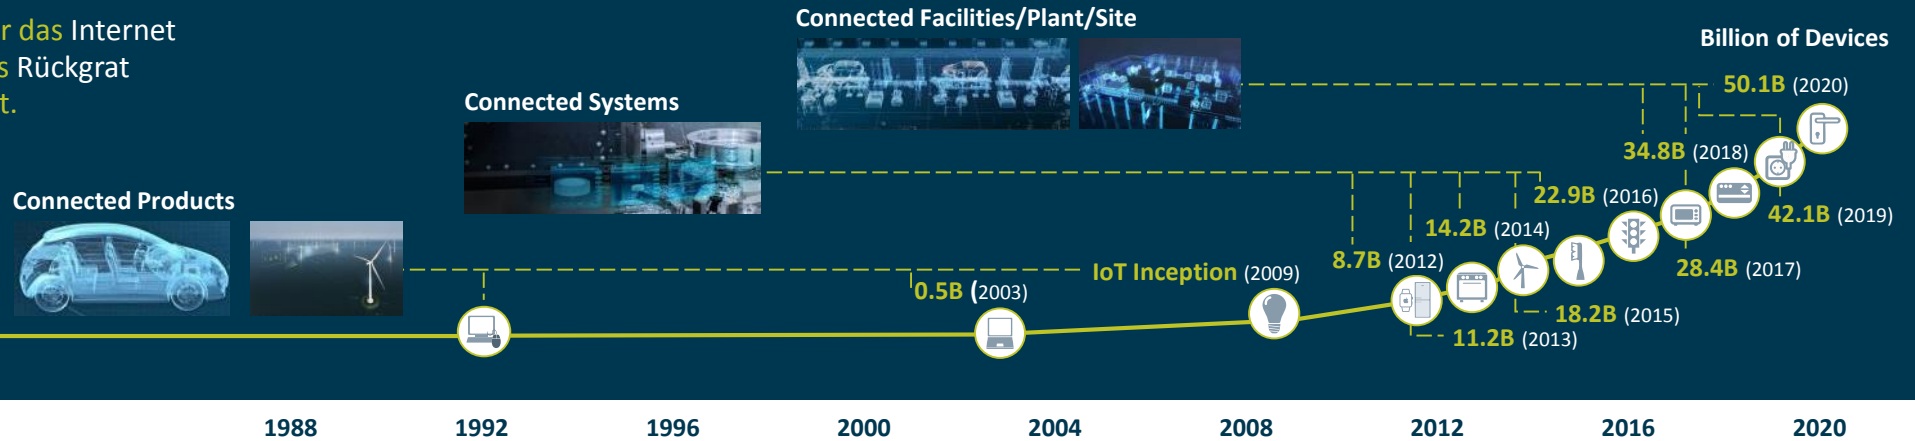 r das Internet
s Rückgrat
t.
Connected Products
Connected Systems
Connected Facilities/Plant/Site
Billion of Devices
0.5B (2003)
IoT Inception (2009)
8.7B (2012)
11.2B (2013)
14.2B (2014)
18.2B (2015)
22.9B (2016)
28.4B (2017)
34.8B (2018)
42.1B (2019)
50.1B (2020)
1988
1992
1996
2000
2004
2008
2012
2016
2020